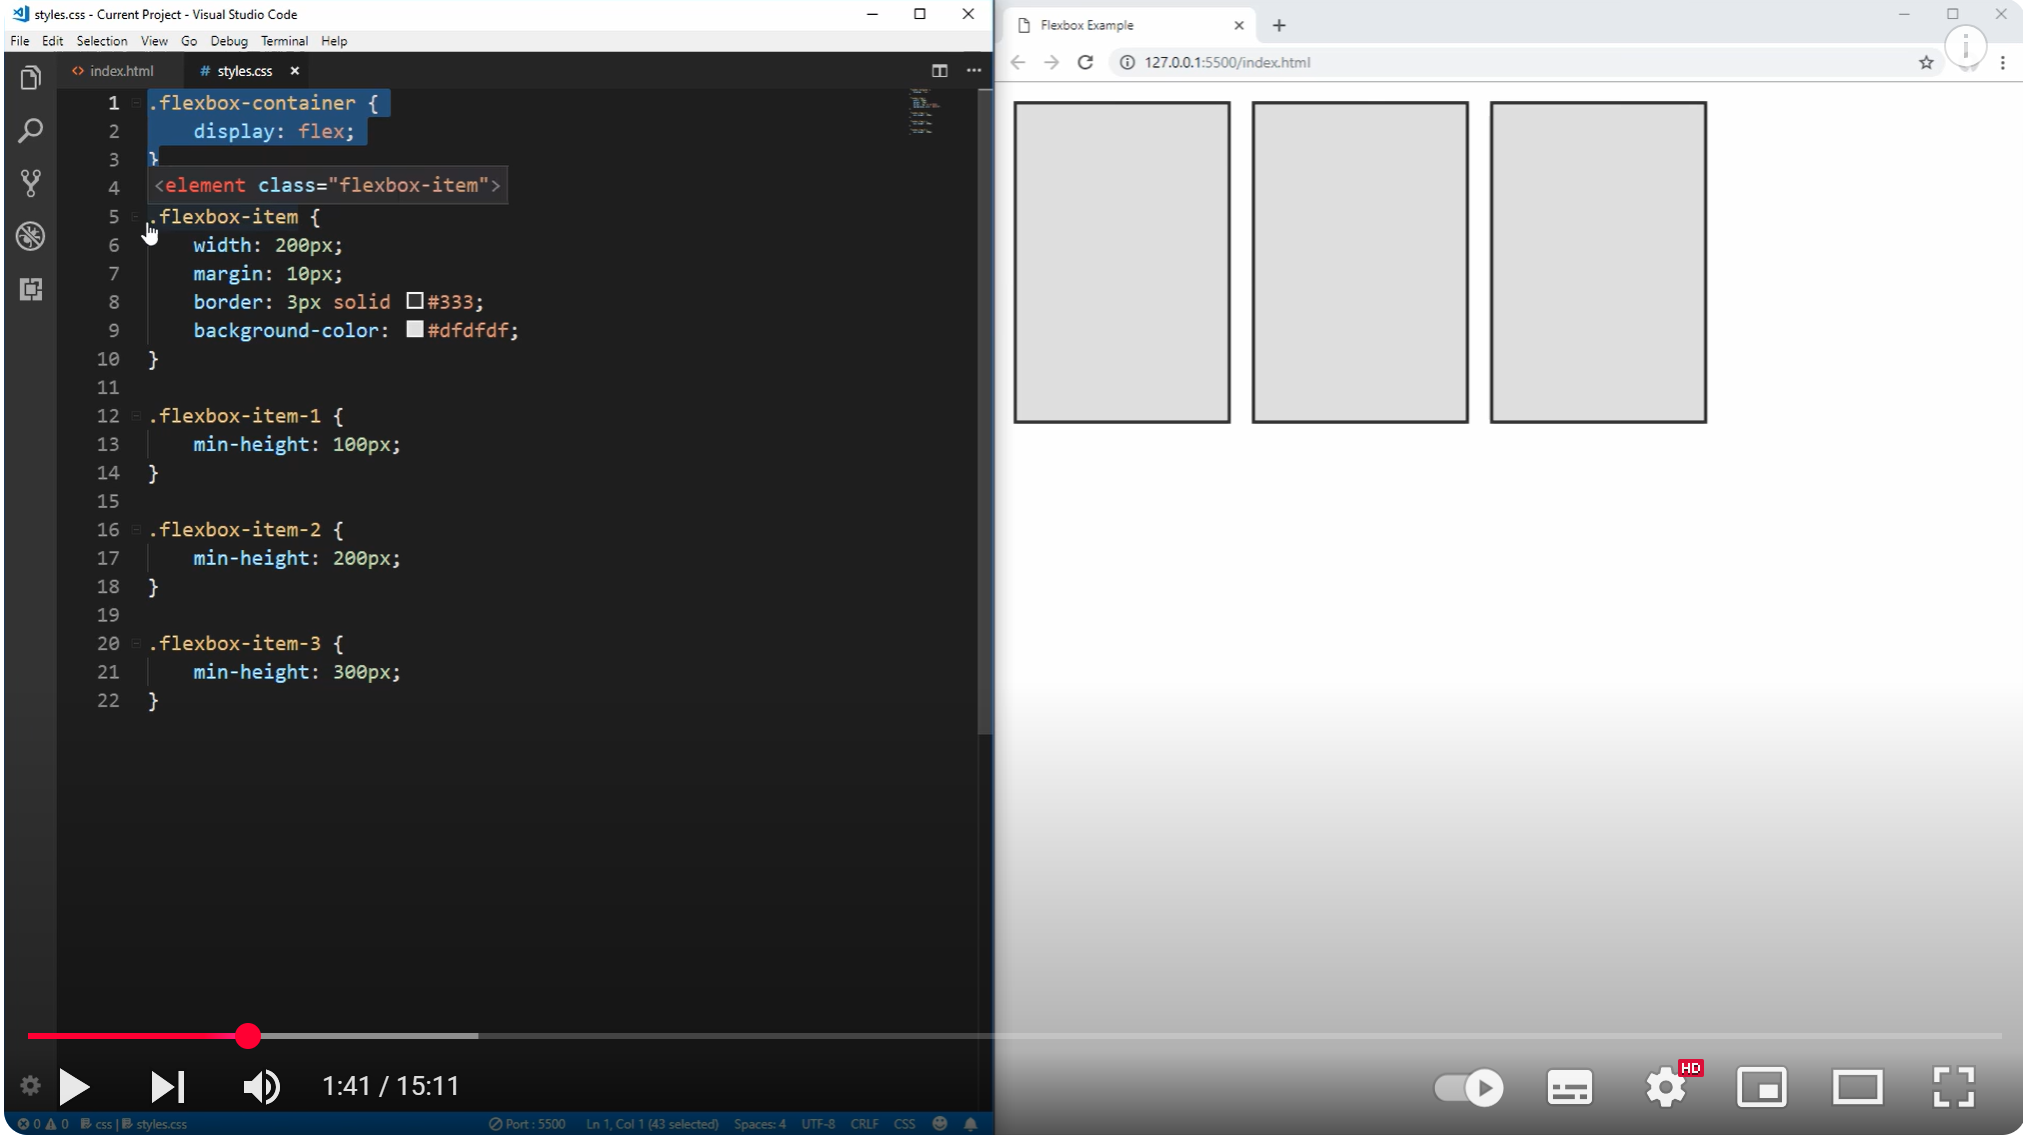 styles.css - Current Project - Visual Studio Code
File Edit Selection View Go Debug Terminal Help
index.html
# styles.css
1 .flexbox-container {
2 display: flex;
3 }
4 <element class="flexbox-item">
5 .flexbox-item {
6 width: 200px;
7 margin: 10px;
8 border: 3px solid #333;
9 background-color: #dfdfdf;
10 }
11
12 .flexbox-item-1 {
13 min-height: 100px;
14 }
15
16 .flexbox-item-2 {
17 min-height: 200px;
18 }
19
20 .flexbox-item-3 {
21 min-height: 300px;
22 }
Flexbox Example
127.0.0.1:5500/index.html
1:41 / 15:11
HD
0 0 css | styles.css
Port : 5500 Ln 1, Col 1 (43 selected) Spaces: 4 UTF-8 CRLF CSS